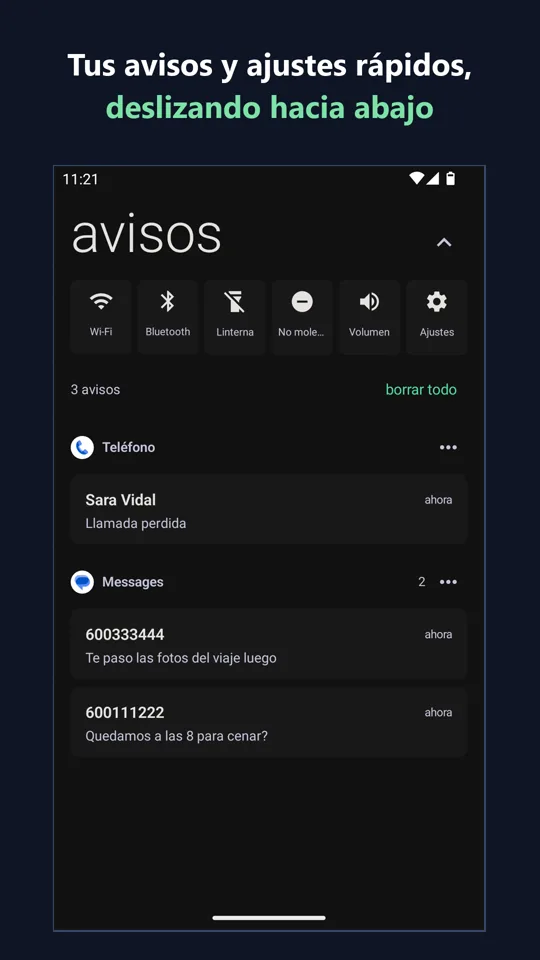 Tus avisos y ajustes rápidos,
deslizando hacia abajo
11:21
avisos
Wi-Fi
Bluetooth
Linterna
No mole...
Volumen
Ajustes
3 avisos
borrar todo
Teléfono
Sara Vidal
ahora
Llamada perdida
Messages
2
600333444
ahora
Te paso las fotos del viaje luego
600111222
ahora
Quedamos a las 8 para cenar?